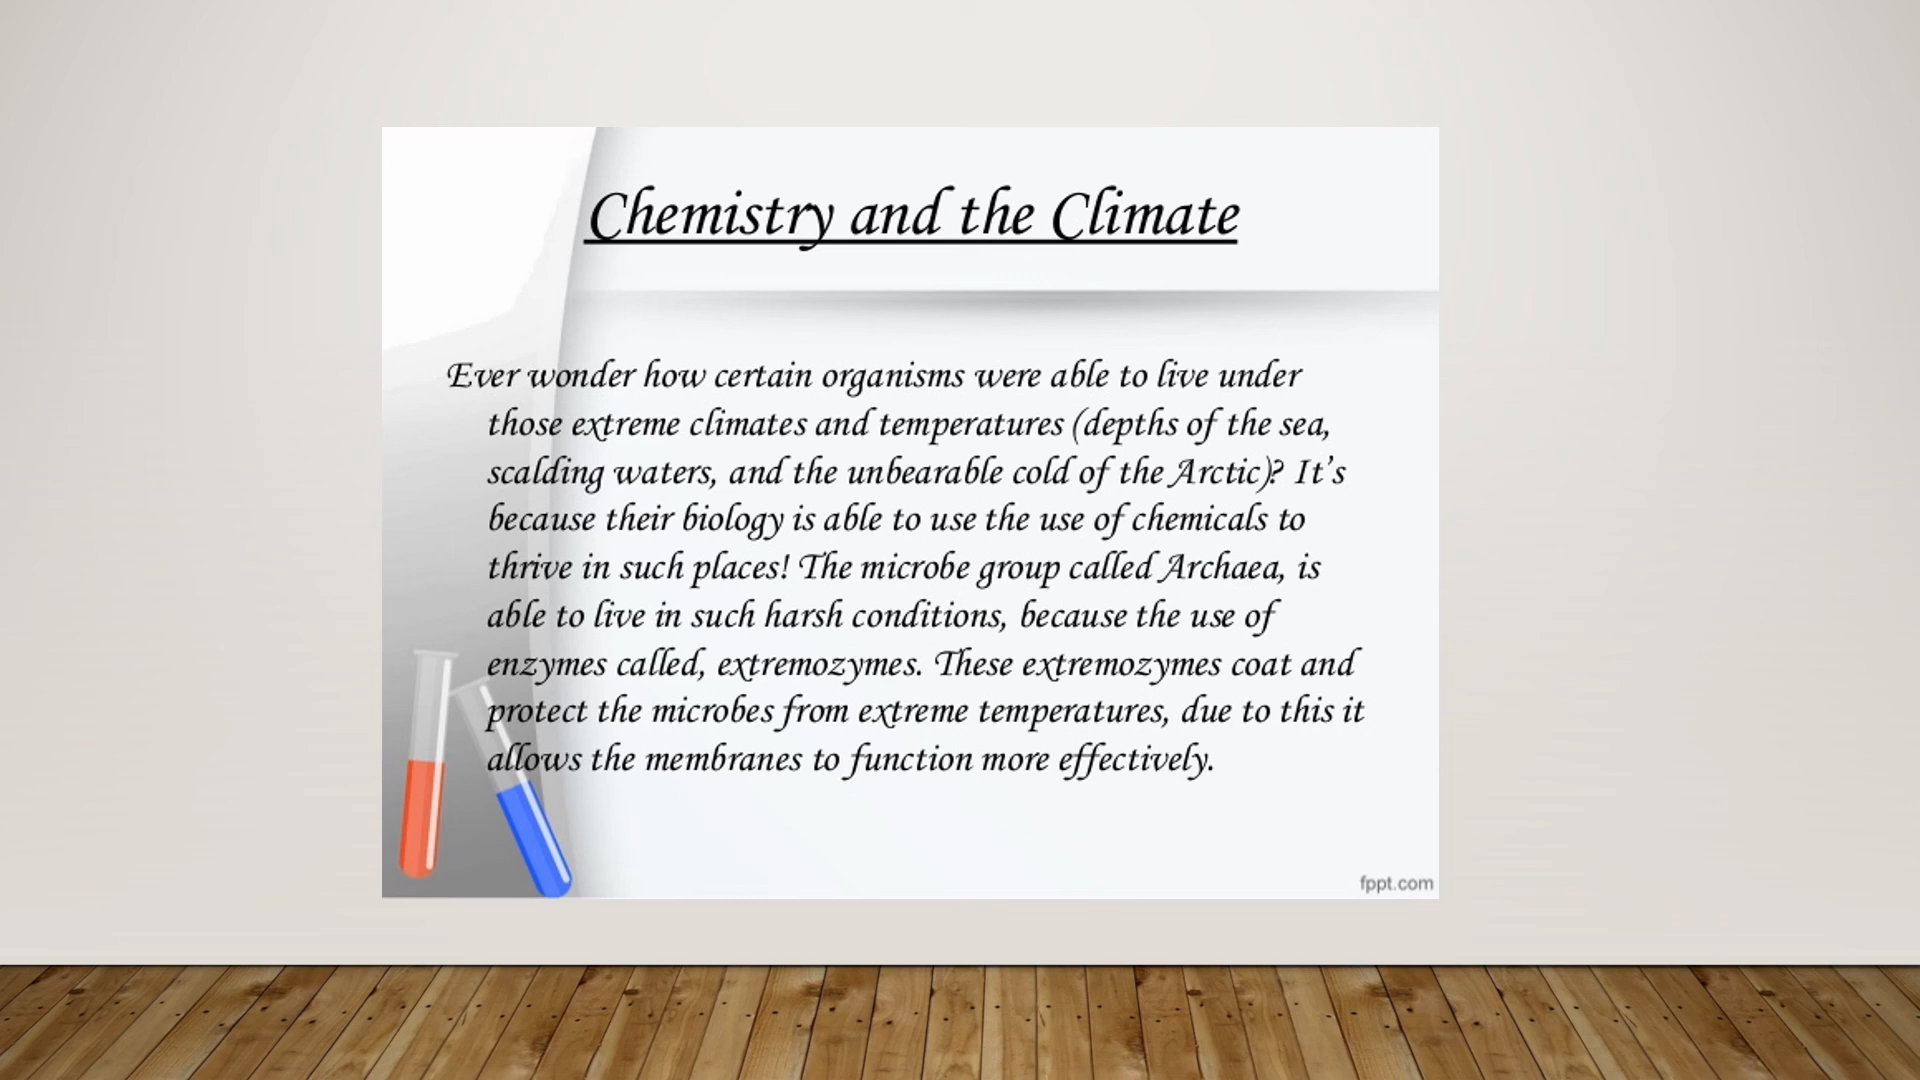 Chemistry and the Climate
Ever wonder how certain organisms were able to live under
those extreme climates and temperatures (depths of the sea,
scalding waters, and the unbearable cold of the Arctic)? It’s
because their biology is able to use the use of chemicals to
thrive in such places! The microbe group called Archaea, is
able to live in such harsh conditions, because the use of
enzymes called, extremozymes. These extremozymes coat and
protect the microbes from extreme temperatures, due to this it
allows the membranes to function more effectively.
fppt.com